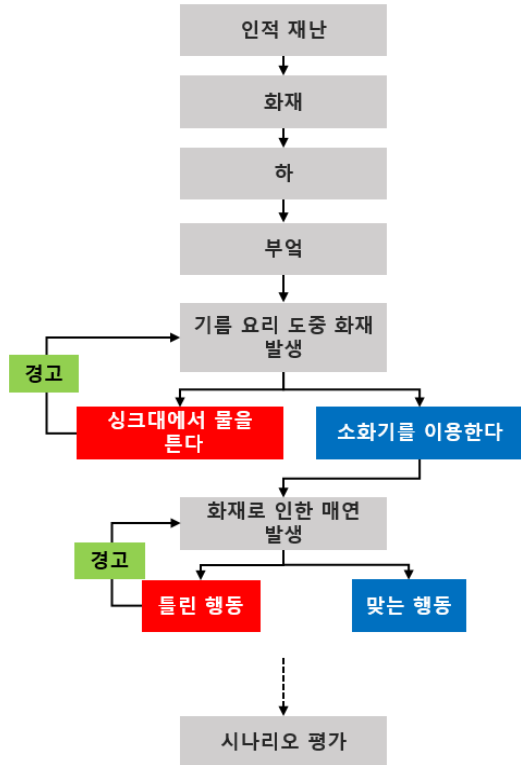 인적 재난
화재
하
부엌
기름 요리 도중 화재
발생
경고
싱크대에서 물을
튼다
소화기를 이용한다
화재로 인한 매연
발생
경고
틀린 행동
맞는 행동
시나리오 평가